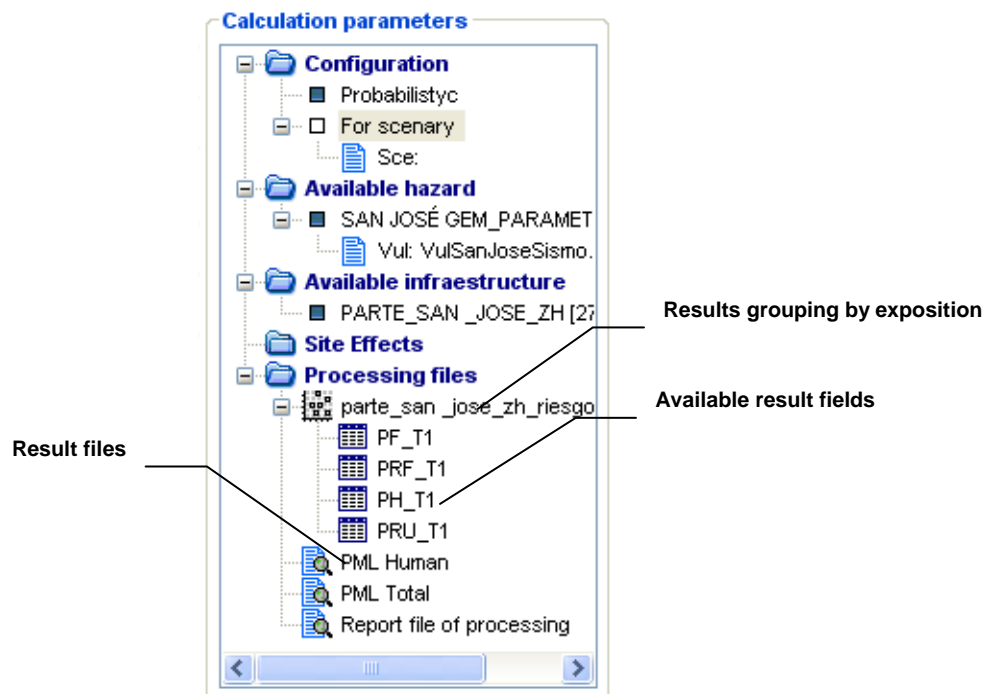 Calculation parameters
Configuration
Probabilistyc
For scenary
Sce:
Available hazard
SAN JOSÉ GEM_PARAMET
Vul: VulSanJoseSismo.
Available infraestructure
PARTE_SAN _JOSE_ZH [27
Results grouping by exposition
Site Effects
Processing files
parte_san _jose_zh_riesgo
Available result fields
PF_T1
Result files
PRF_T1
PH_T1
PRU_T1
PML Human
PML Total
Report file of processing